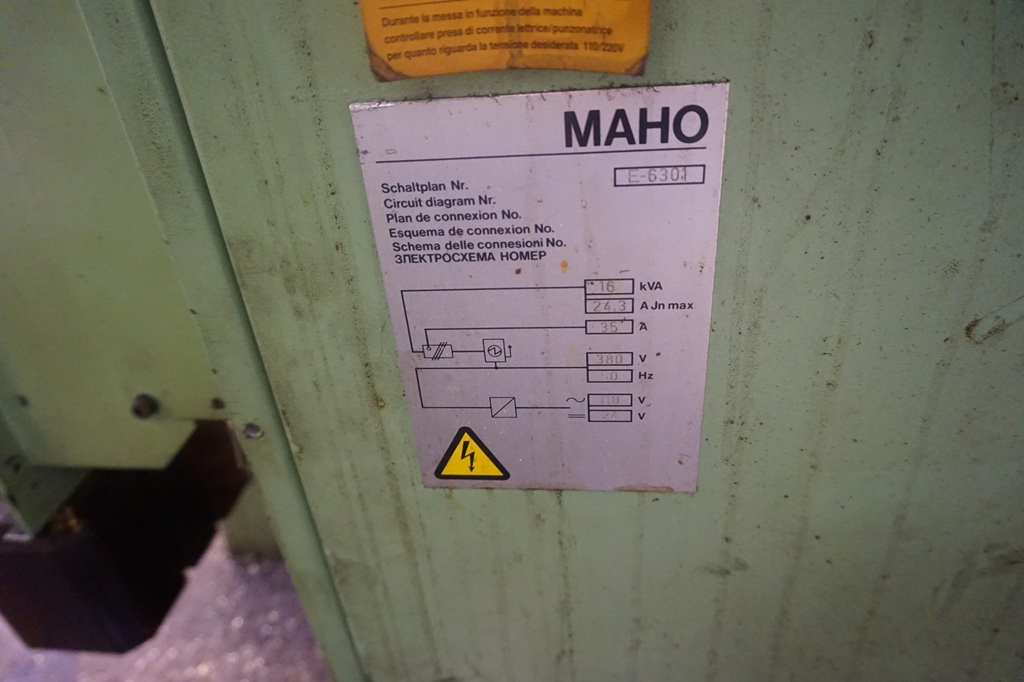 Durante la messa in funzione della machina
controllare presa di corrente lettrice/punzonatrice
per quanto riguarda la tensione desiderata 110/220V
MAHO
E-6301
Schaltplan Nr.
Circuit diagram Nr.
Plan de connexion No.
Esquema de connexion No.
Schema delle connesioni No.
ЗЛЕКТРОСХЕМА НОМЕР
16 kVA
24,3 A Jn max
35 A
380 V
Hz
110 V
V